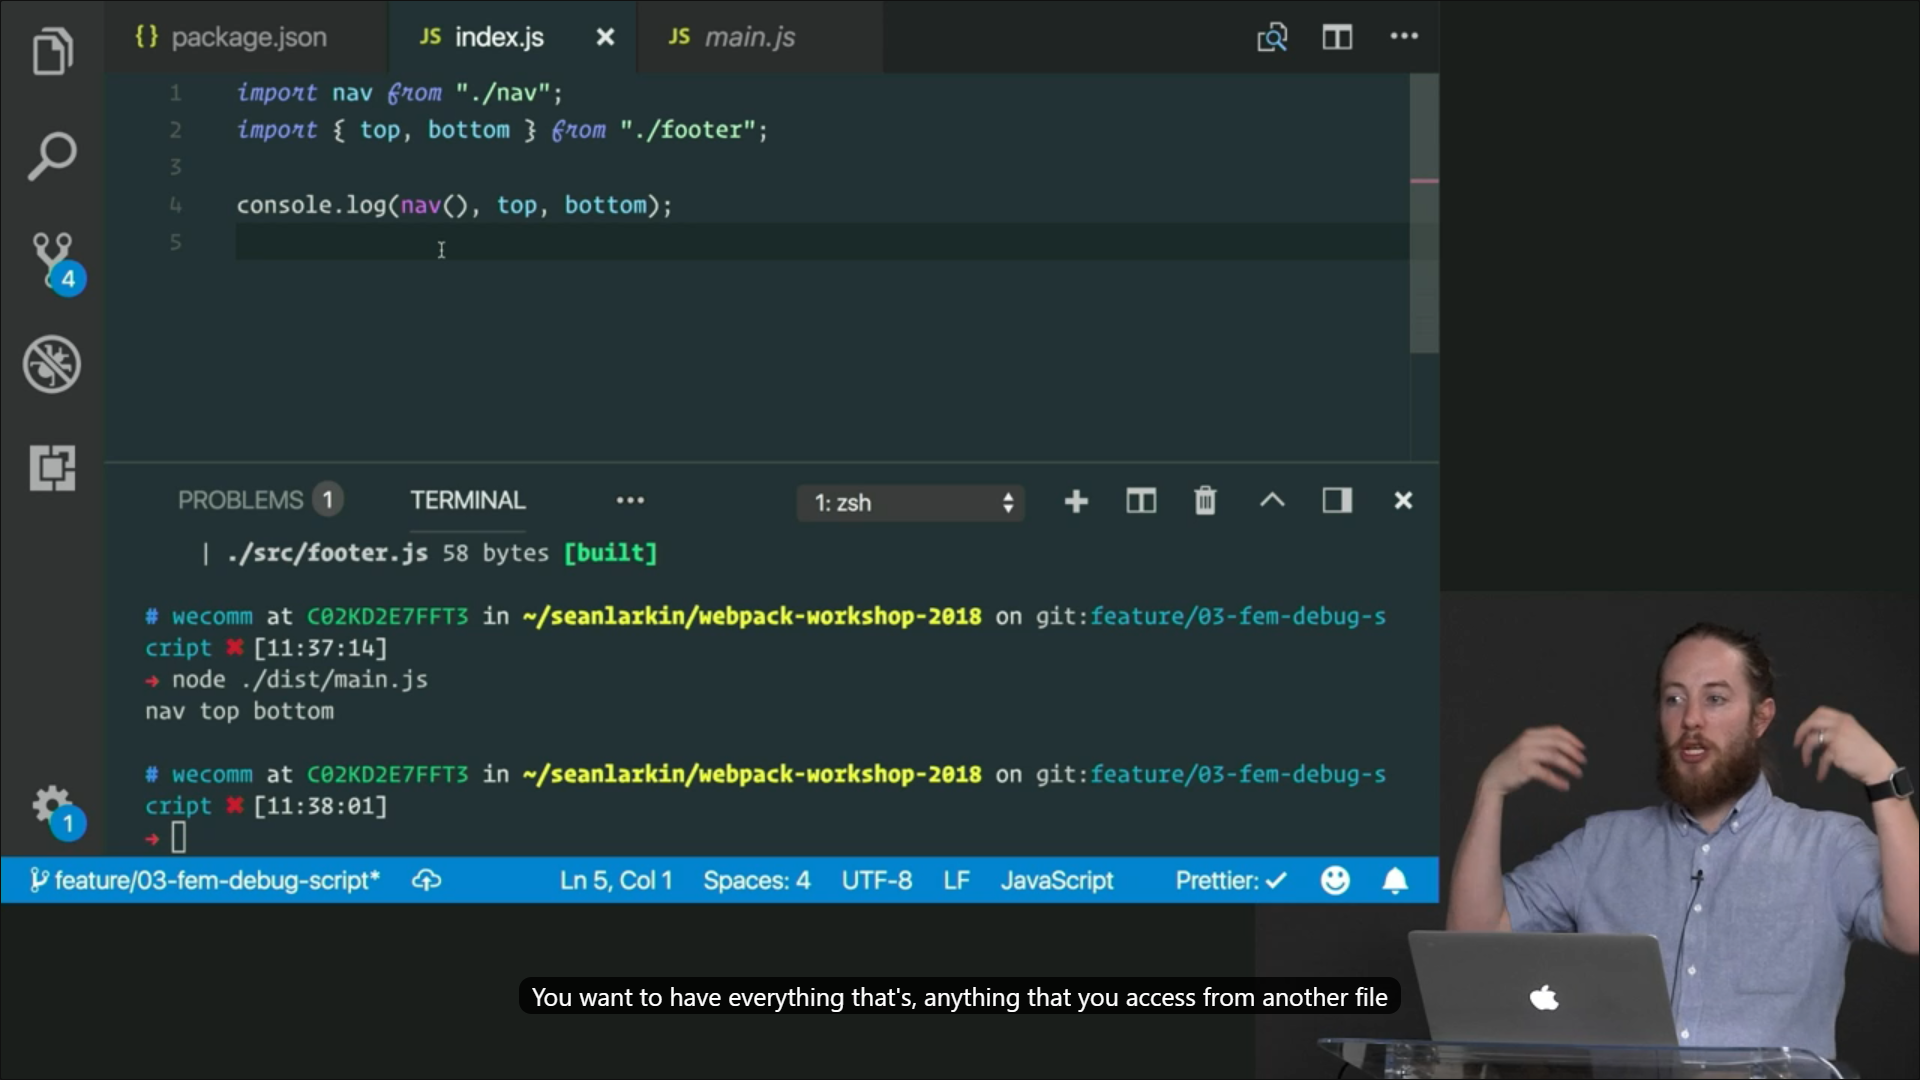 {} package.json
JS index.js
JS main.js
1 import nav from "./nav";
2 import { top, bottom } from "./footer";
3
4 console.log(nav(), top, bottom);
5
4
PROBLEMS 1 TERMINAL ••• 1: zsh
| ./src/footer.js 58 bytes [built]
# wecomm at C02KD2E7FFT3 in ~/seanlarkin/webpack-workshop-2018 on git:feature/03-fem-debug-s
cript ✖ [11:37:14]
→ node ./dist/main.js
nav top bottom
# wecomm at C02KD2E7FFT3 in ~/seanlarkin/webpack-workshop-2018 on git:feature/03-fem-debug-s
cript ✖ [11:38:01]
→
1
feature/03-fem-debug-script* Ln 5, Col 1 Spaces: 4 UTF-8 LF JavaScript Prettier: ✓
You want to have everything that's, anything that you access from another file